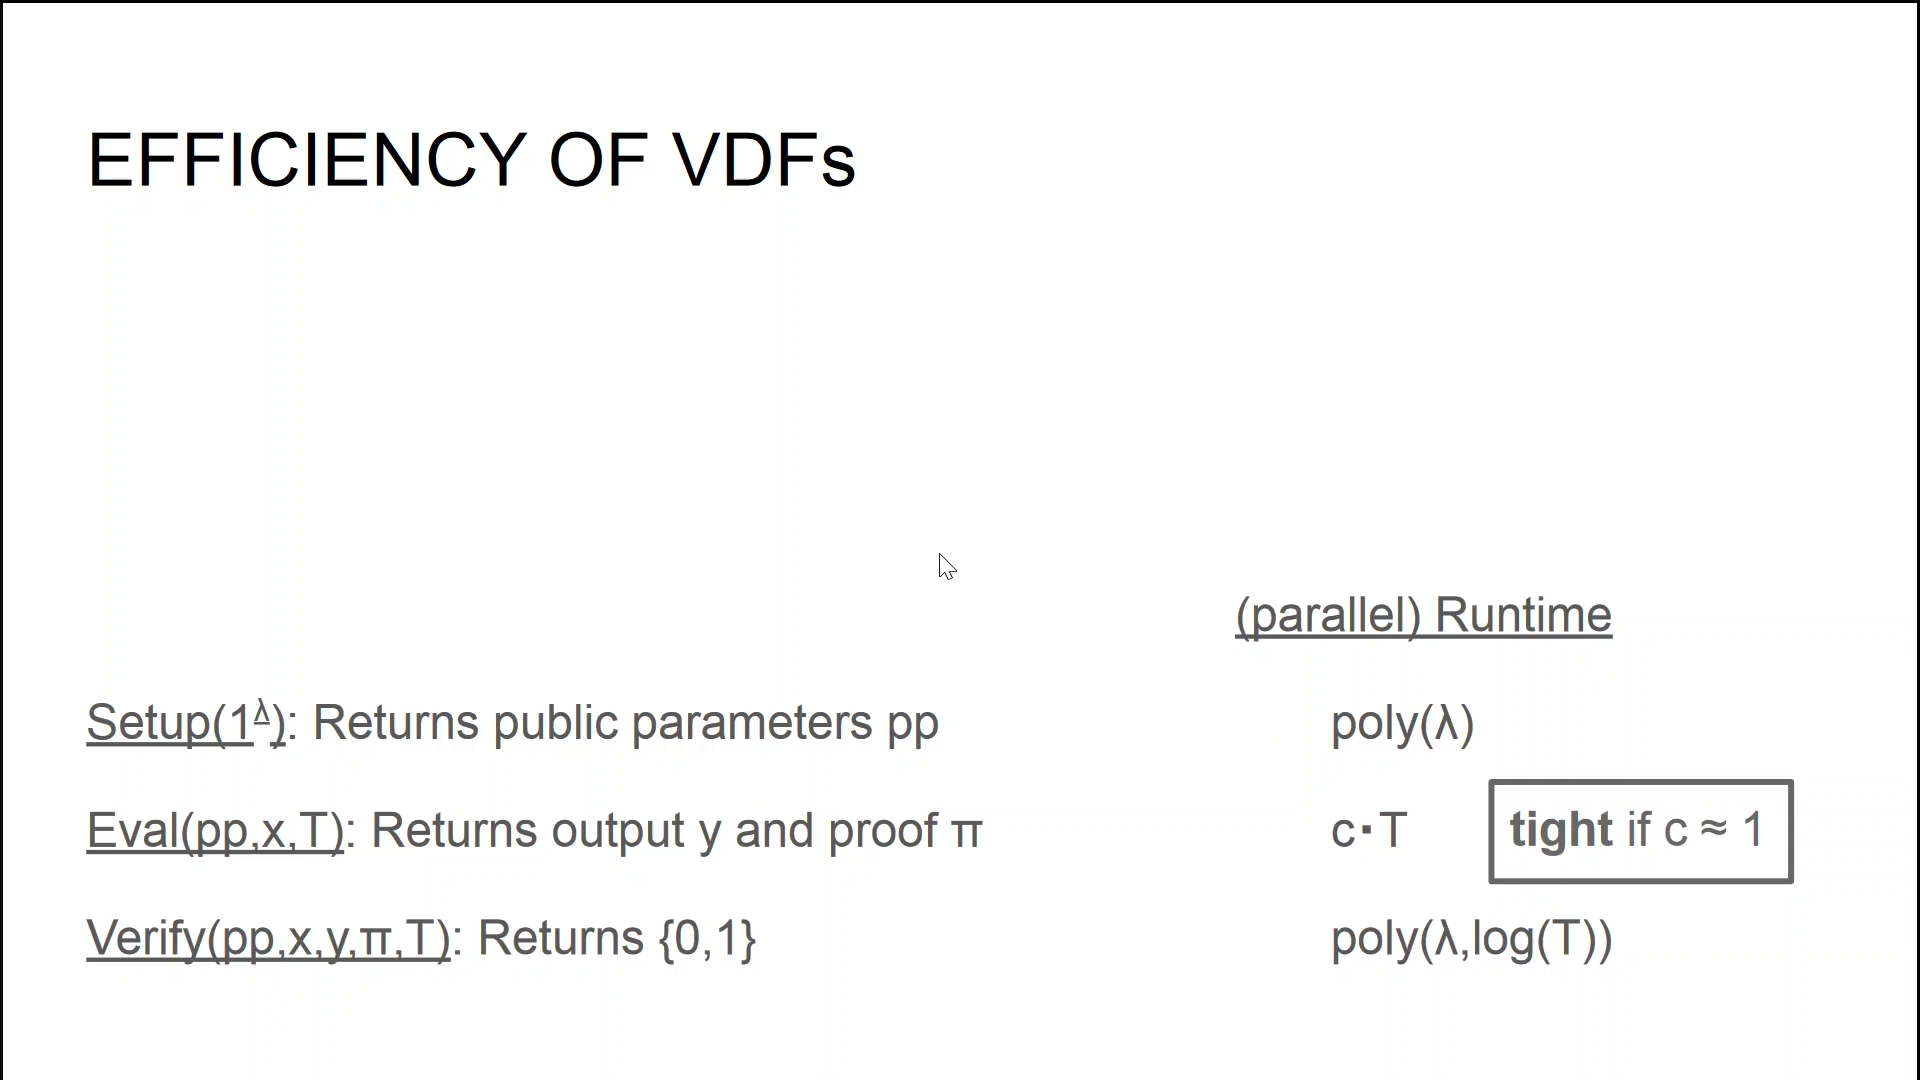 EFFICIENCY OF VDFs
(parallel) Runtime
Setup(1^λ): Returns public parameters pp poly(λ)
Eval(pp,x,T): Returns output y and proof π c·T tight if c ≈ 1
Verify(pp,x,y,π,T): Returns {0,1} poly(λ,log(T))